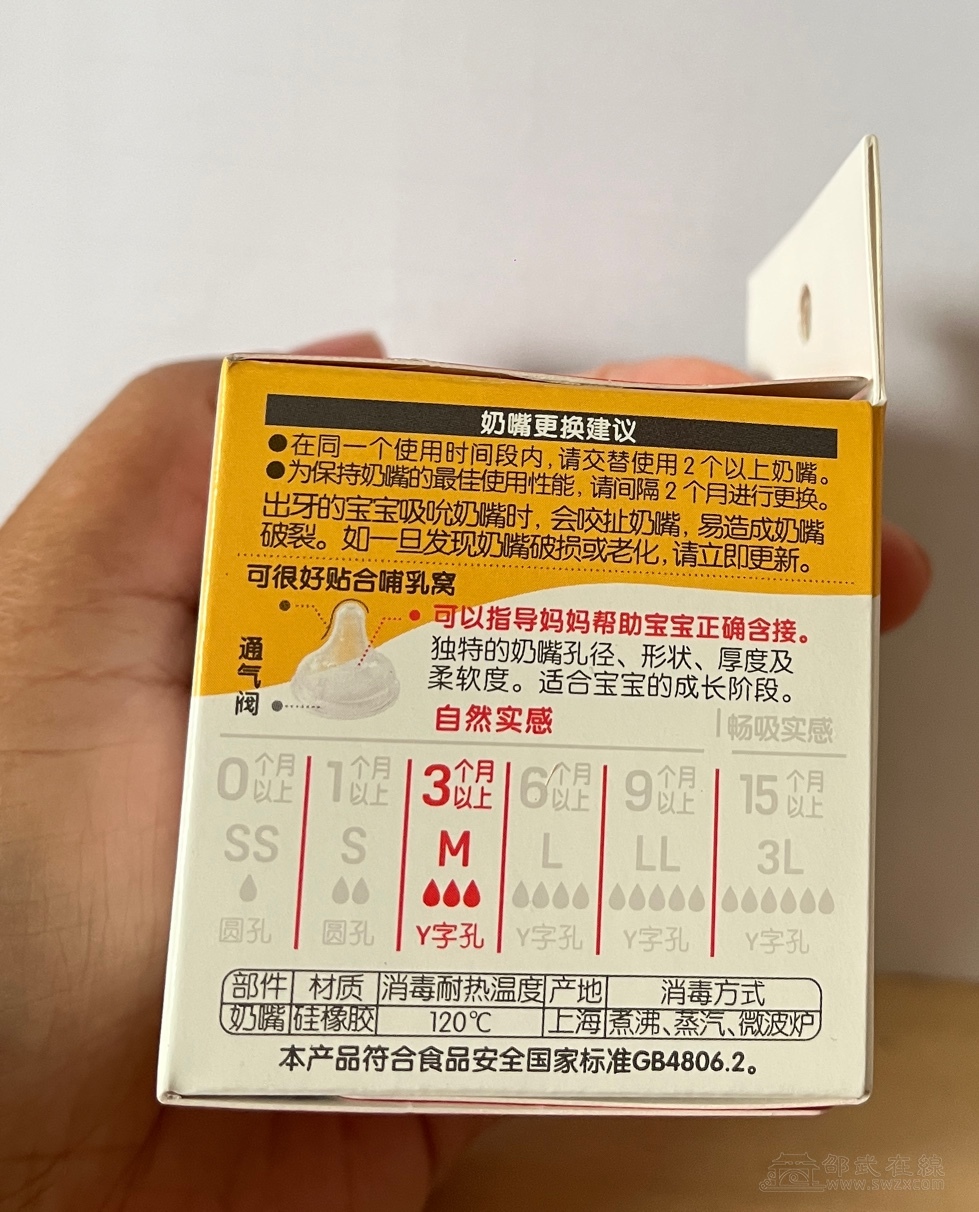 奶嘴更换建议
●在同一个使用时间段内,请交替使用2个以上奶嘴。
●为保持奶嘴的最佳使用性能,请间隔2个月进行更换。
出牙的宝宝吸吮奶嘴时,会咬扯奶嘴,易造成奶嘴
破裂。如一旦发现奶嘴破损或老化,请立即更新。
可很好贴合哺乳窝
可以指导妈妈帮助宝宝正确含接。
独特的奶嘴孔径、形状、厚度及
柔软度。适合宝宝的成长阶段。
通气阀
自然实感 畅吸实感
0个月以上 1个月以上 3个月以上 6个月以上 9个月以上 15个月以上
SS S M L LL 3L
圆孔 圆孔 Y字孔 Y字孔 Y字孔 Y字孔
部件 材质 消毒耐热温度 产地 消毒方式
奶嘴 硅橡胶 120℃ 上海 煮沸、蒸汽、微波炉
本产品符合食品安全国家标准GB4806.2。
邵武在線
www.swzx.com